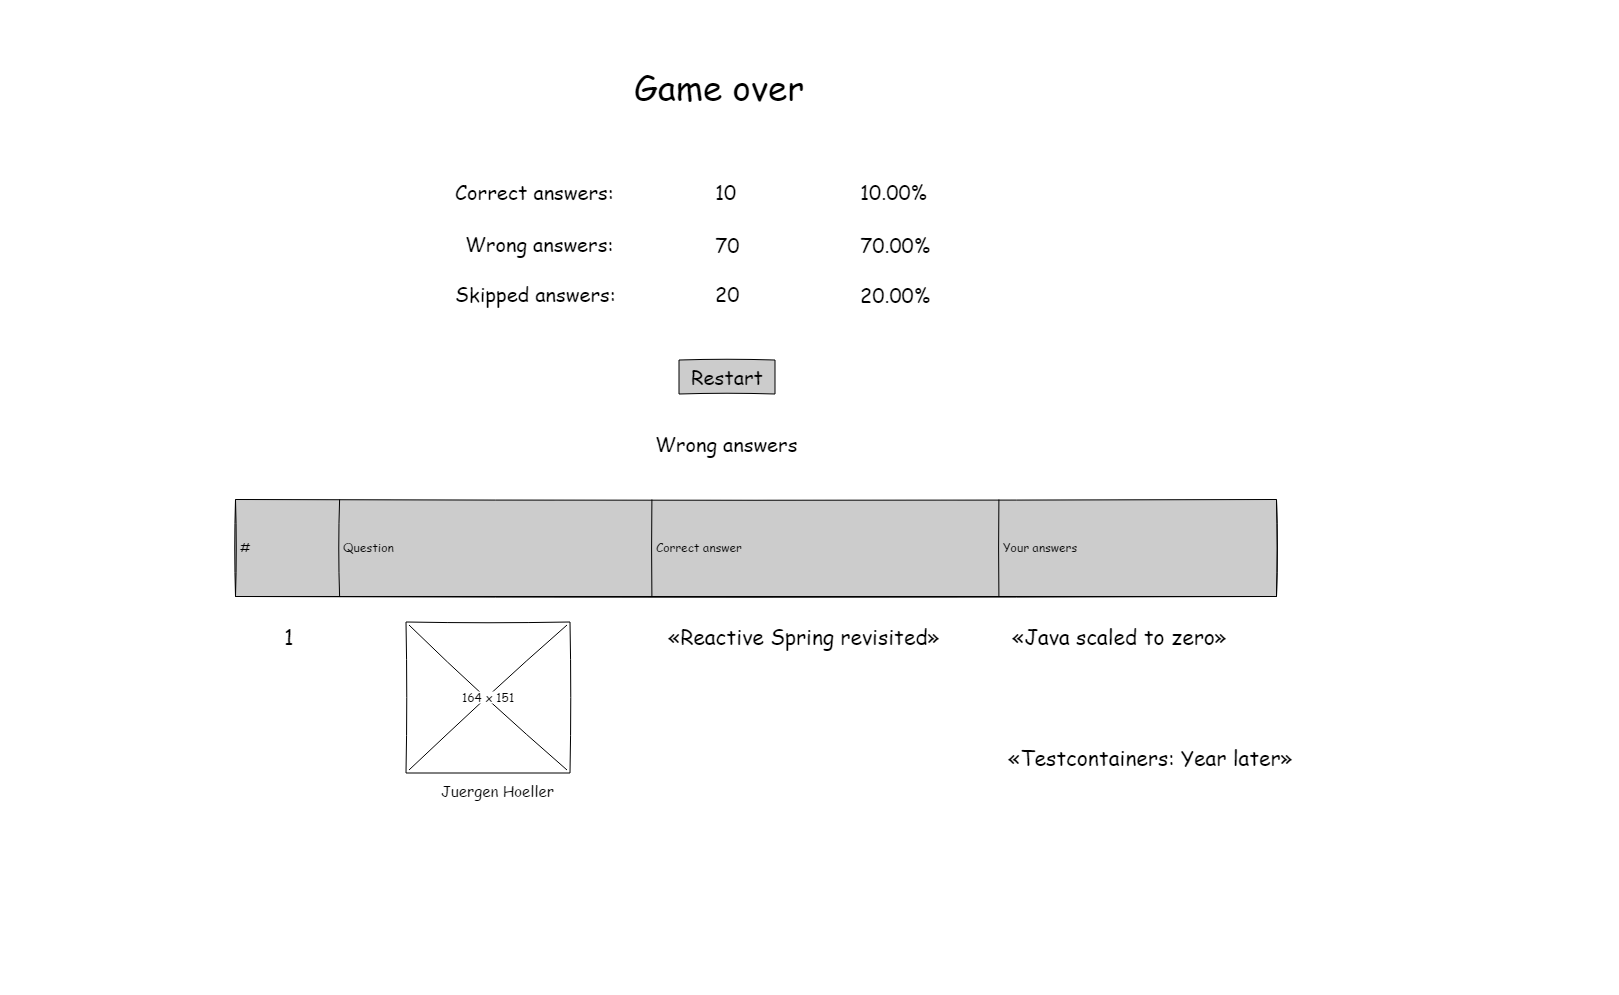 Game over
Correct answers: 10 10.00%
Wrong answers: 70 70.00%
Skipped answers: 20 20.00%
Restart
Wrong answers
# Question Correct answer Your answers
1 «Reactive Spring revisited» «Java scaled to zero»
164 x 151
«Testcontainers: Year later»
Juergen Hoeller